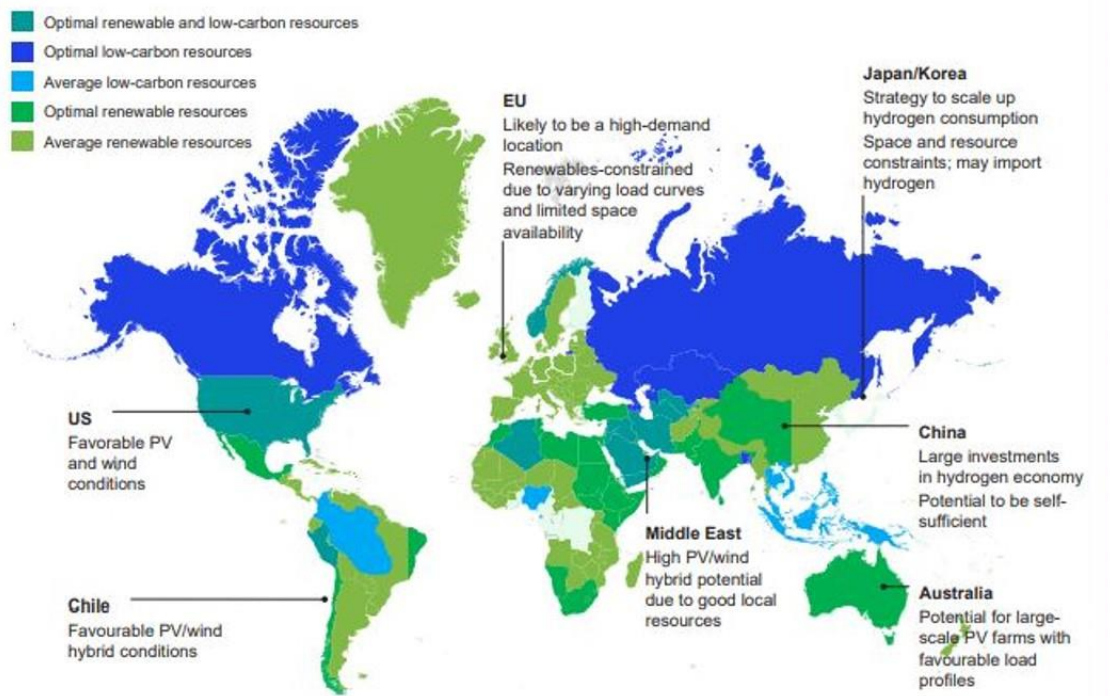 Optimal renewable and low-carbon resources
Optimal low-carbon resources
Average low-carbon resources
Optimal renewable resources
Average renewable resources
EU
Likely to be a high-demand
location
Renewables-constrained
due to varying load curves
and limited space
availability
Japan/Korea
Strategy to scale up
hydrogen consumption
Space and resource
constraints; may import
hydrogen
US
Favorable PV
and wind
conditions
China
Large investments
in hydrogen economy
Potential to be self-
sufficient
Middle East
High PV/wind
hybrid potential
due to good local
resources
Chile
Favourable PV/wind
hybrid conditions
Australia
Potential for large-
scale PV farms with
favourable load
profiles